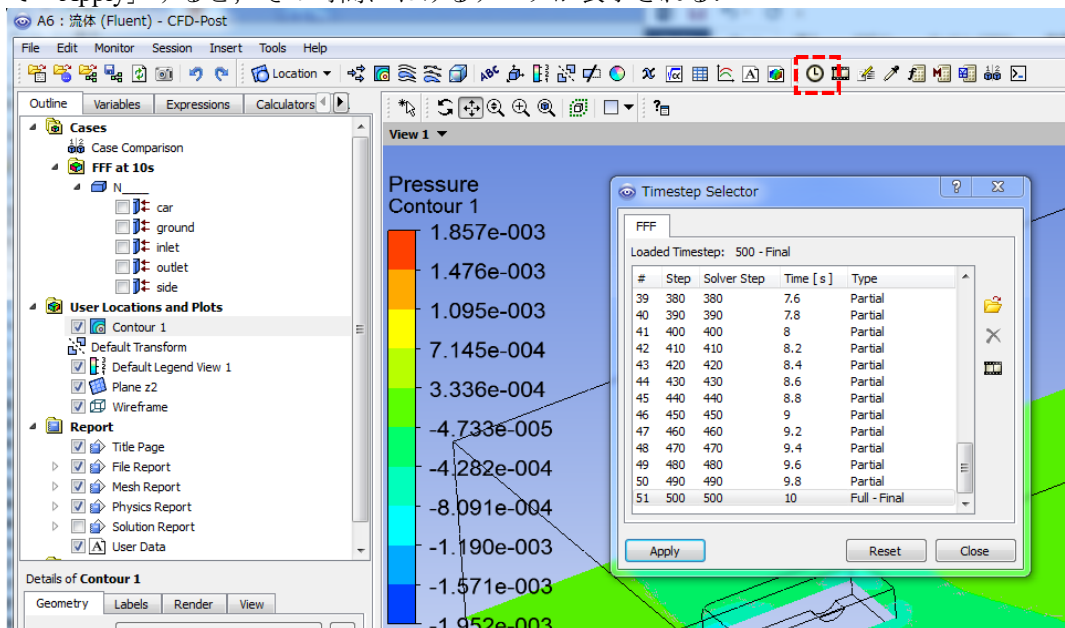 A6 : 流体 (Fluent) - CFD-Post
File Edit Monitor Session Insert Tools Help
Location
Outline Variables Expressions Calculators
View 1
Cases
Case Comparison
FFF at 10s
N____
car
ground
inlet
outlet
side
User Locations and Plots
Contour 1
Default Transform
Default Legend View 1
Plane z2
Wireframe
Report
Title Page
File Report
Mesh Report
Physics Report
Solution Report
User Data
Details of Contour 1
Geometry Labels Render View
Pressure
Contour 1
1.857e-003
1.476e-003
1.095e-003
7.145e-004
3.336e-004
-4.733e-005
-4.282e-004
-8.091e-004
-1.190e-003
-1.571e-003
-1.952e-003
Timestep Selector
FFF
Loaded Timestep: 500 - Final
# Step Solver Step Time [ s ] Type
39 380 380 7.6 Partial
40 390 390 7.8 Partial
41 400 400 8 Partial
42 410 410 8.2 Partial
43 420 420 8.4 Partial
44 430 430 8.6 Partial
45 440 440 8.8 Partial
46 450 450 9 Partial
47 460 460 9.2 Partial
48 470 470 9.4 Partial
49 480 480 9.6 Partial
50 490 490 9.8 Partial
51 500 500 10 Full - Final
Apply Reset Close